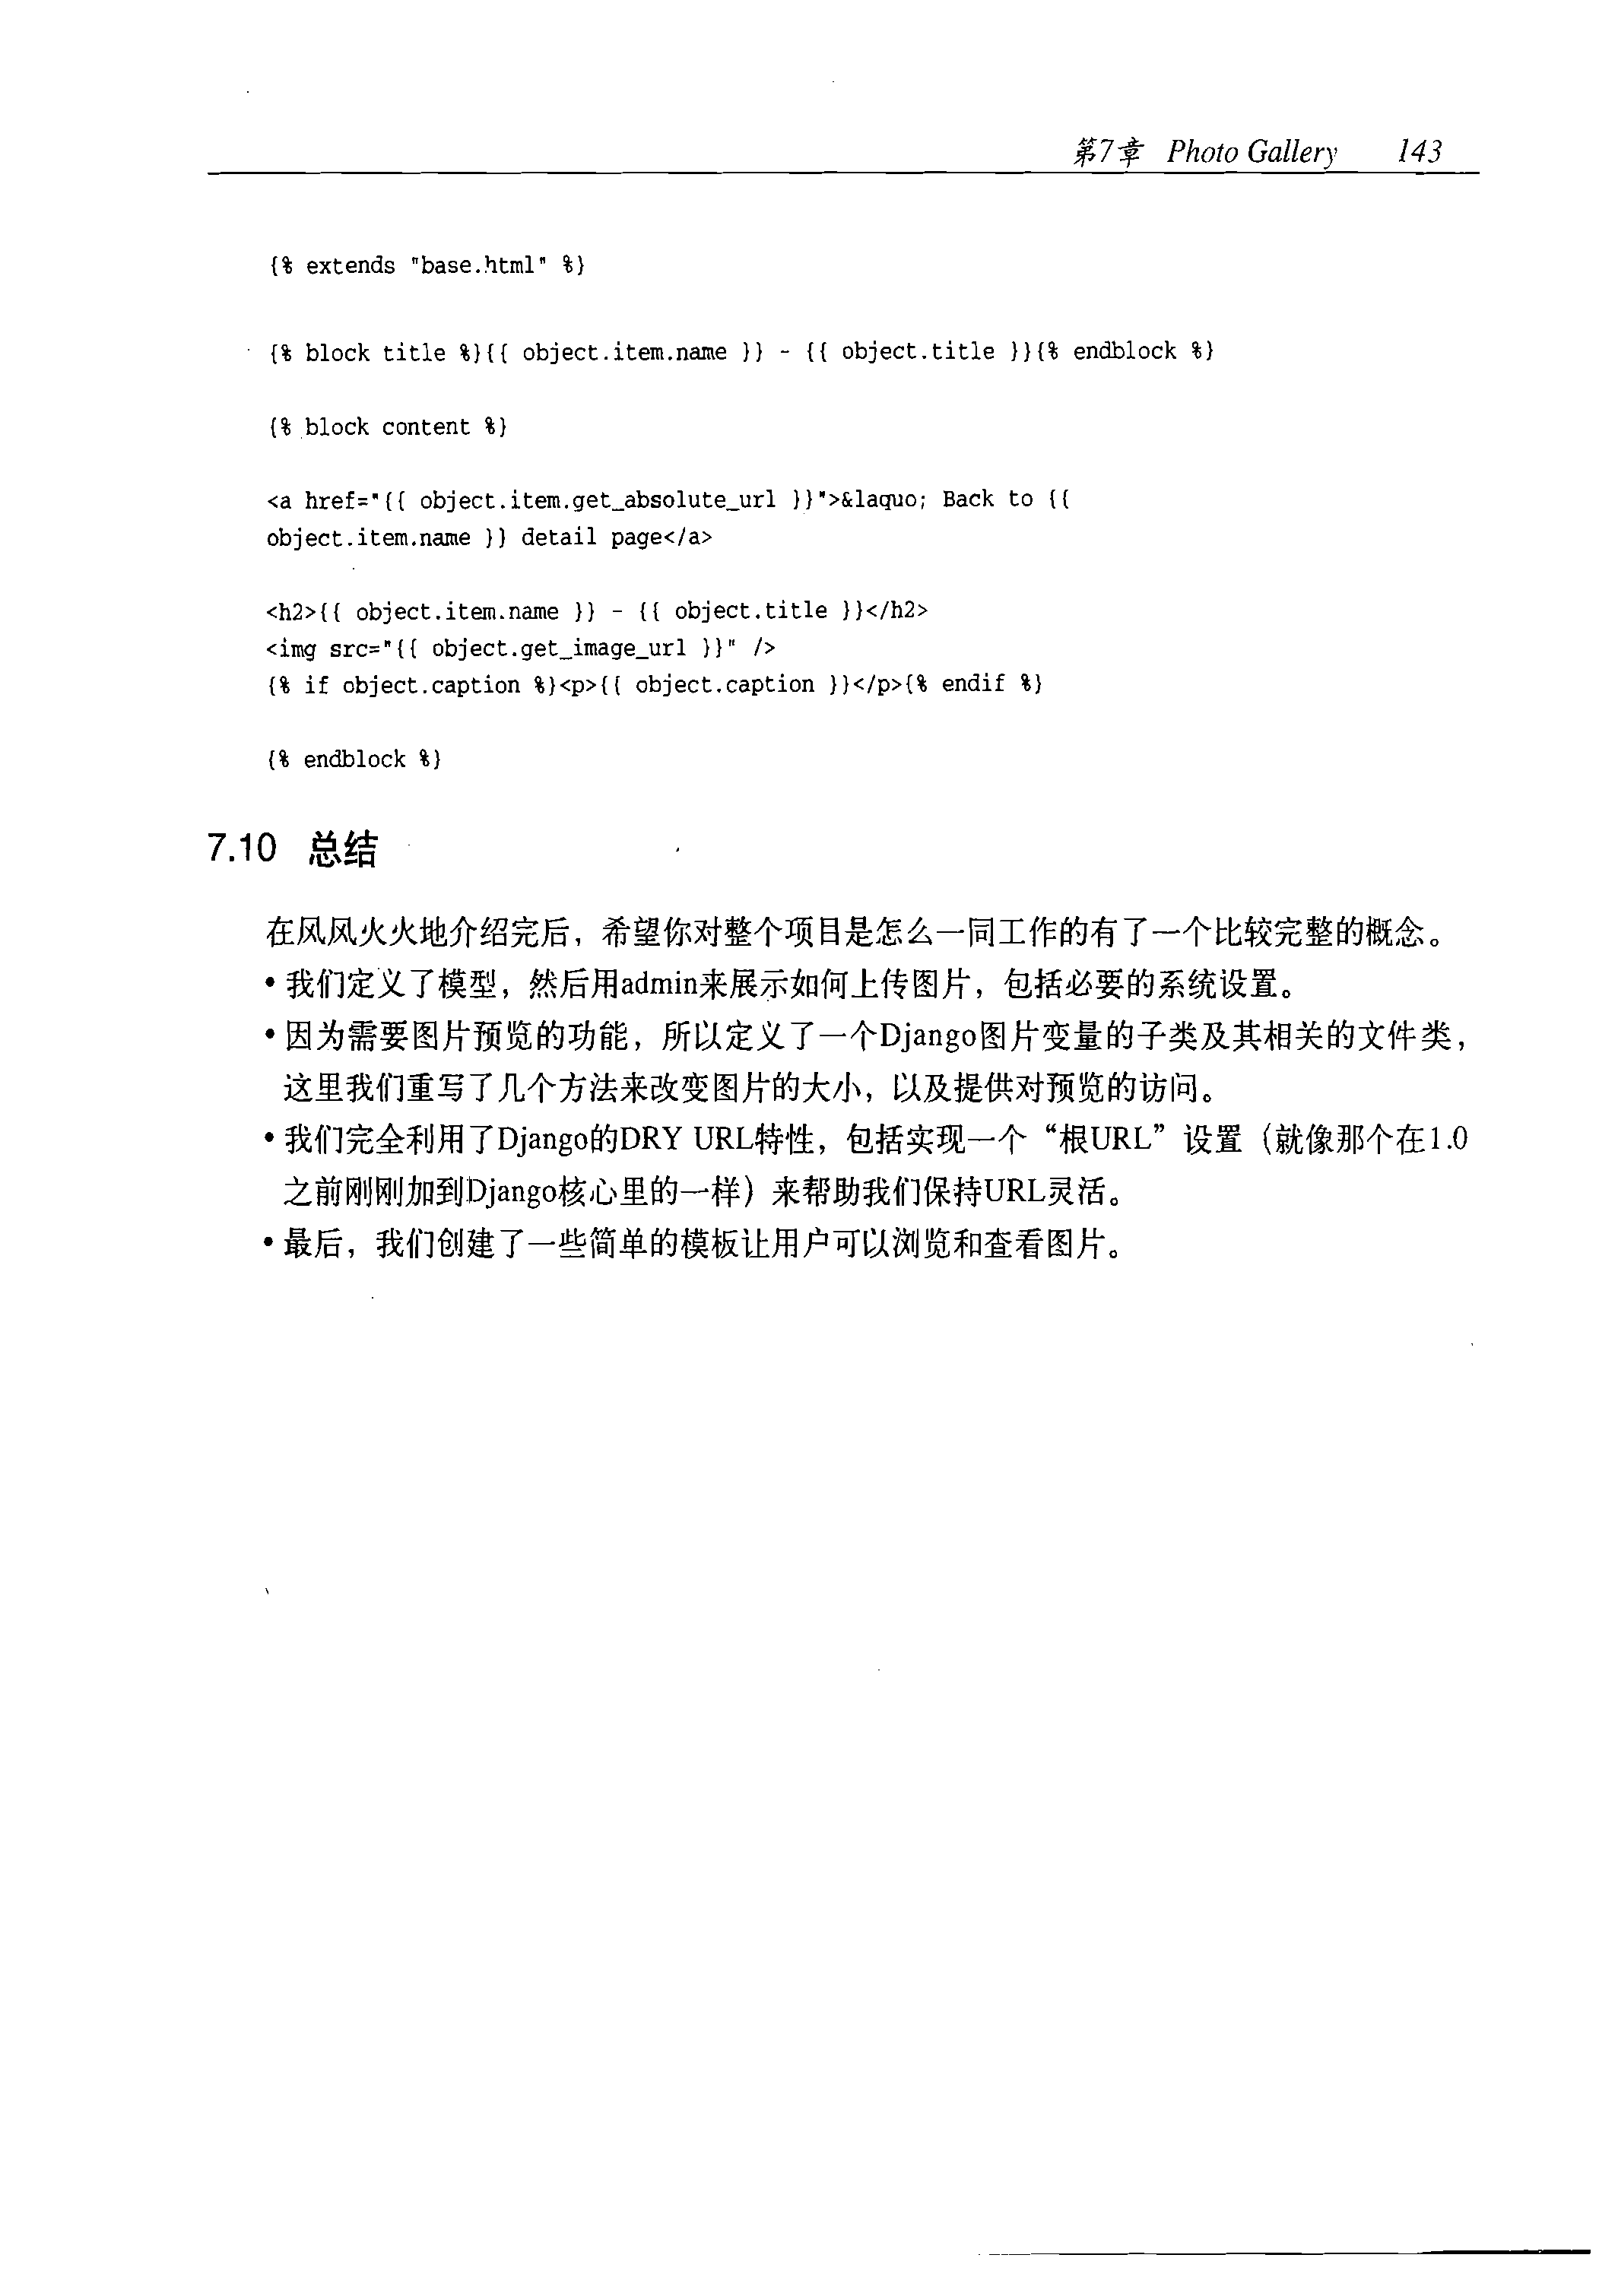 第7章 Photo Gallery 143
{% extends "base.html" %}
{% block title %}{{ object.item.name }} - {{ object.title }}{% endblock %}
{% block content %}
<a href="{{ object.item.get_absolute_url }}">&laquo; Back to {{
object.item.name }} detail page</a>
<h2>{{ object.item.name }} - {{ object.title }}</h2>
<img src="{{ object.get_image_url }}" />
{% if object.caption %}<p>{{ object.caption }}</p>{% endif %}
{% endblock %}
7.10 总结
在风风火火地介绍完后，希望你对整个项目是怎么一同工作的有了一个比较完整的概念。
• 我们定义了模型，然后用admin来展示如何上传图片，包括必要的系统设置。
• 因为需要图片预览的功能，所以定义了一个Django图片变量的子类及其相关的文件类，
这里我们重写了几个方法来改变图片的大小，以及提供对预览的访问。
• 我们完全利用了Django的DRY URL特性，包括实现一个“根URL”设置（就像那个在1.0
之前刚刚加到Django核心里的一样）来帮助我们保持URL灵活。
• 最后，我们创建了一些简单的模板让用户可以浏览和查看图片。